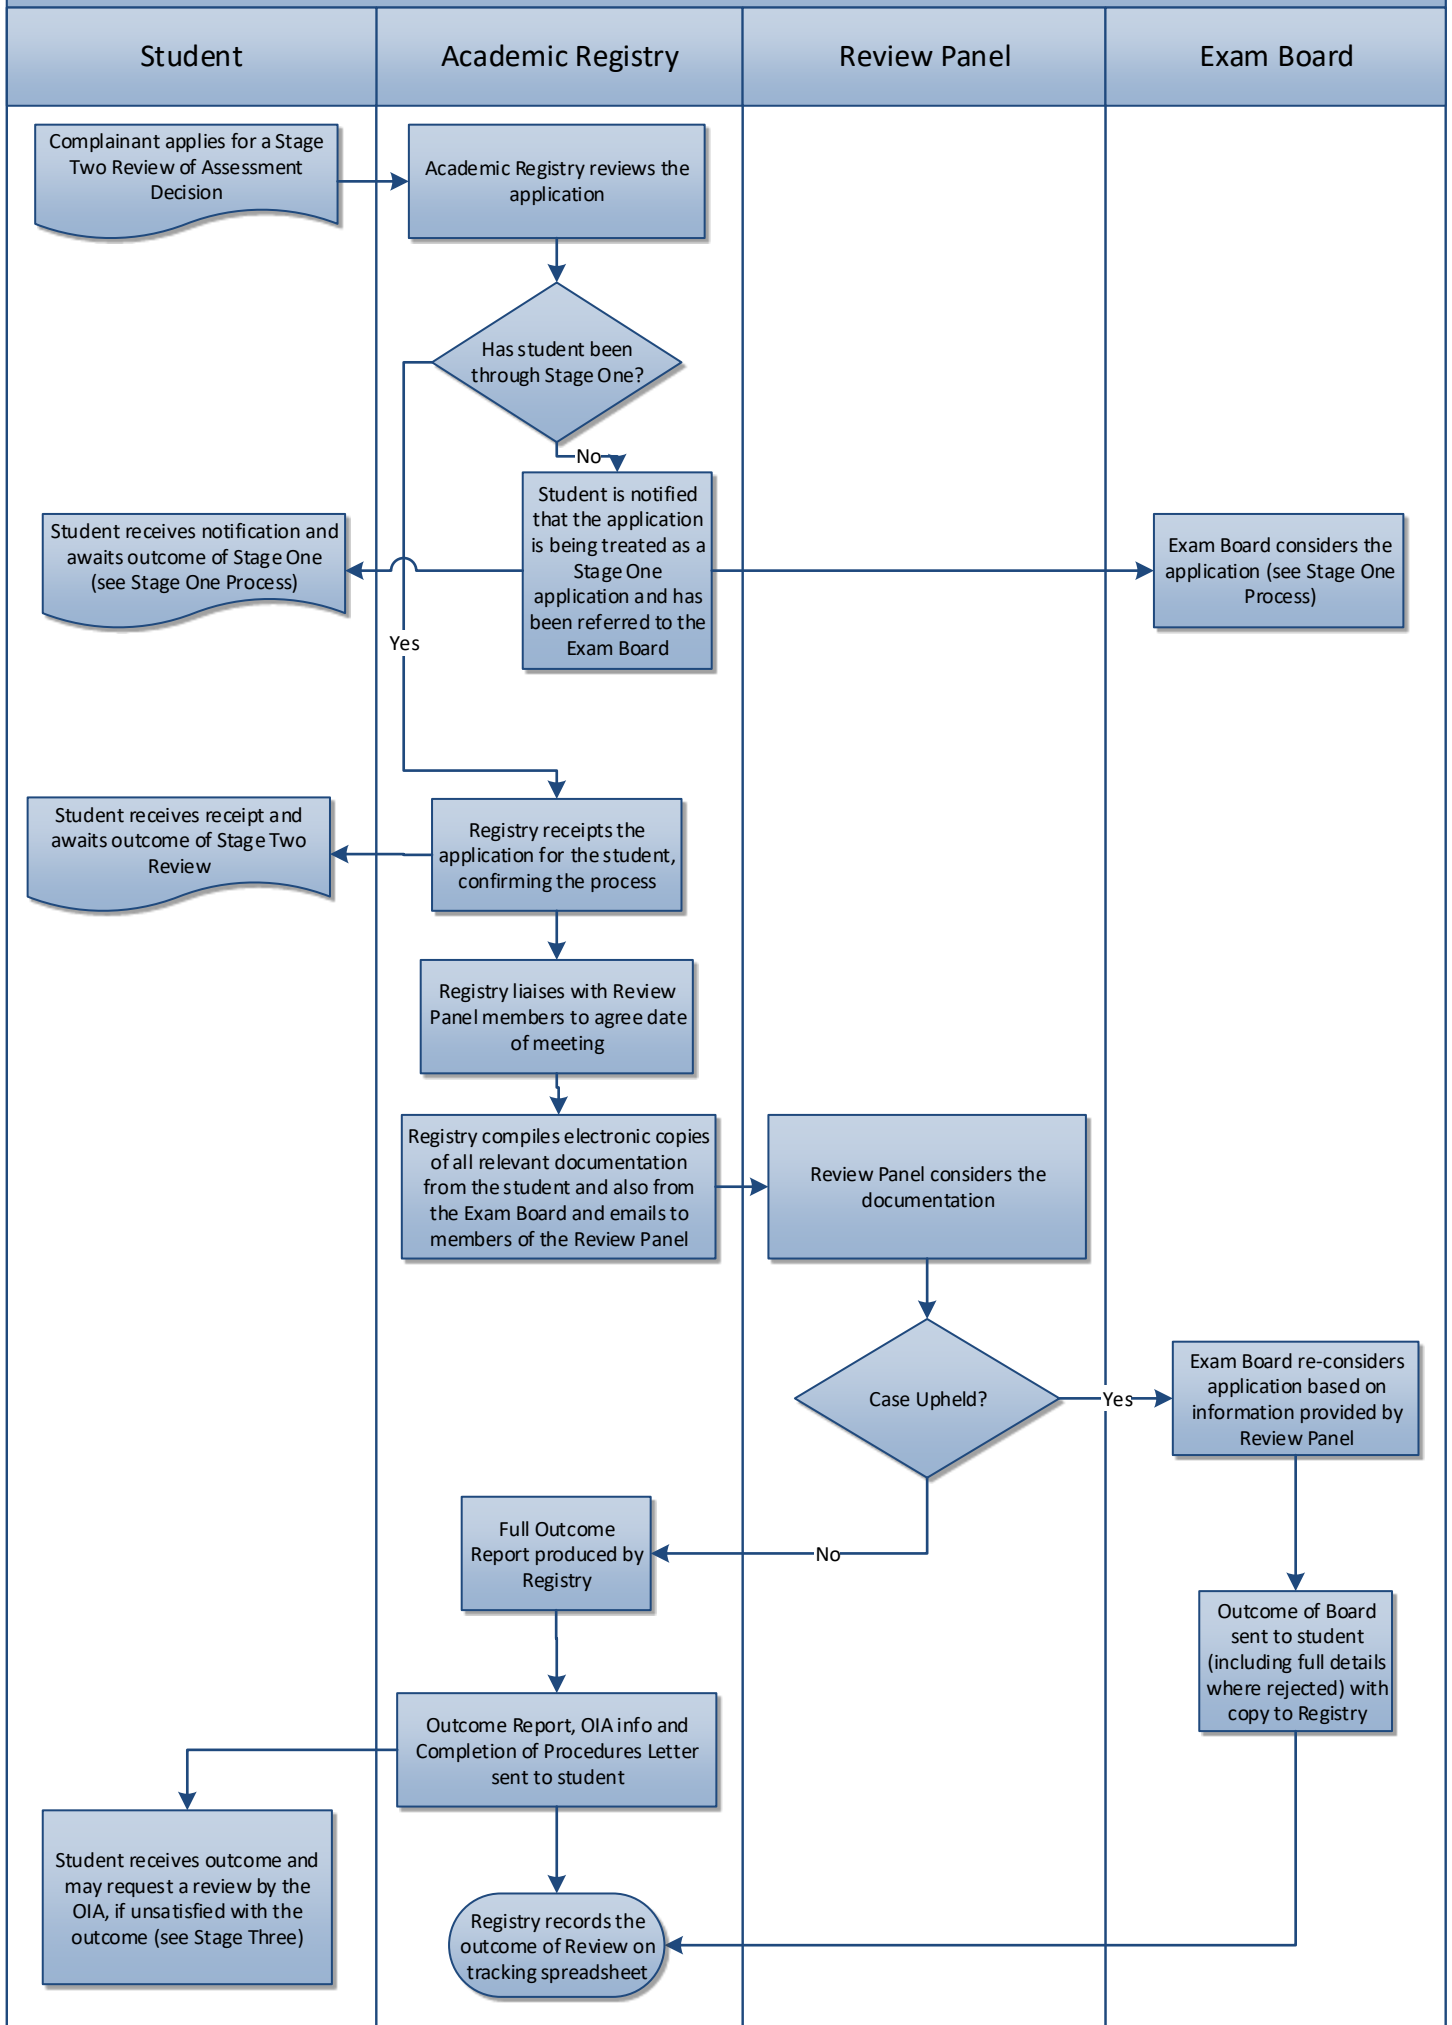 Student
Academic Registry
Review Panel
Exam Board
Complainant applies for a Stage
Two Review of Assessment
Decision
Academic Registry reviews the
application
Has student been
through Stage One?
No
Student is notified
that the application
is being treated as a
Stage One
application and has
been referred to the
Exam Board
Student receives notification and
awaits outcome of Stage One
(see Stage One Process)
Exam Board considers the
application (see Stage One
Process)
Yes
Student receives receipt and
awaits outcome of Stage Two
Review
Registry receipts the
application for the student,
confirming the process
Registry liaises with Review
Panel members to agree date
of meeting
Registry compiles electronic copies
of all relevant documentation
from the student and also from
the Exam Board and emails to
members of the Review Panel
Review Panel considers the
documentation
Case Upheld?
Yes
Exam Board re-considers
application based on
information provided by
Review Panel
No
Full Outcome
Report produced by
Registry
Outcome of Board
sent to student
(including full details
where rejected) with
copy to Registry
Outcome Report, OIA info and
Completion of Procedures Letter
sent to student
Student receives outcome and
may request a review by the
OIA, if unsatisfied with the
outcome (see Stage Three)
Registry records the
outcome of Review on
tracking spreadsheet